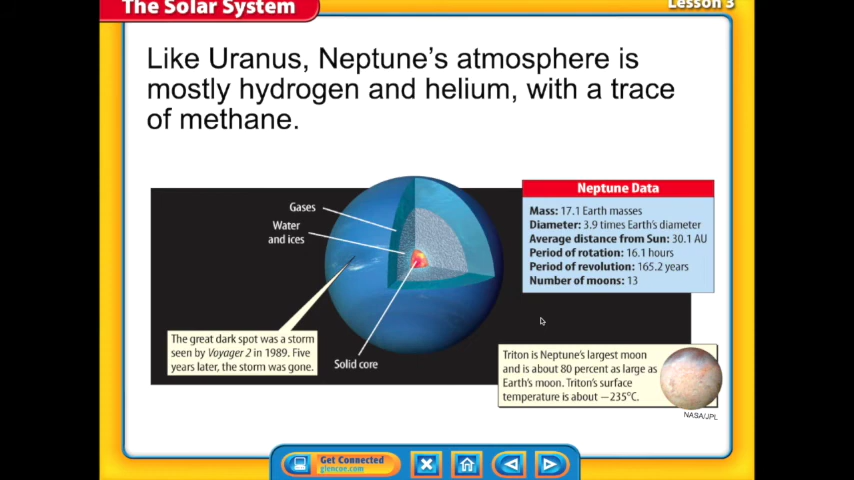 The Solar System
Lesson 3
Like Uranus, Neptune's atmosphere is
mostly hydrogen and helium, with a trace
of methane.
Gases
Water
and ices
Solid core
The great dark spot was a storm
seen by Voyager 2 in 1989. Five
years later, the storm was gone.
Neptune Data
Mass: 17.1 Earth masses
Diameter: 3.9 times Earth's diameter
Average distance from Sun: 30.1 AU
Period of rotation: 16.1 hours
Period of revolution: 165.2 years
Number of moons: 13
Triton is Neptune's largest moon
and is about 80 percent as large as
Earth's moon. Triton's surface
temperature is about −235°C.
NASA/JPL
Get Connected
glencoe.com